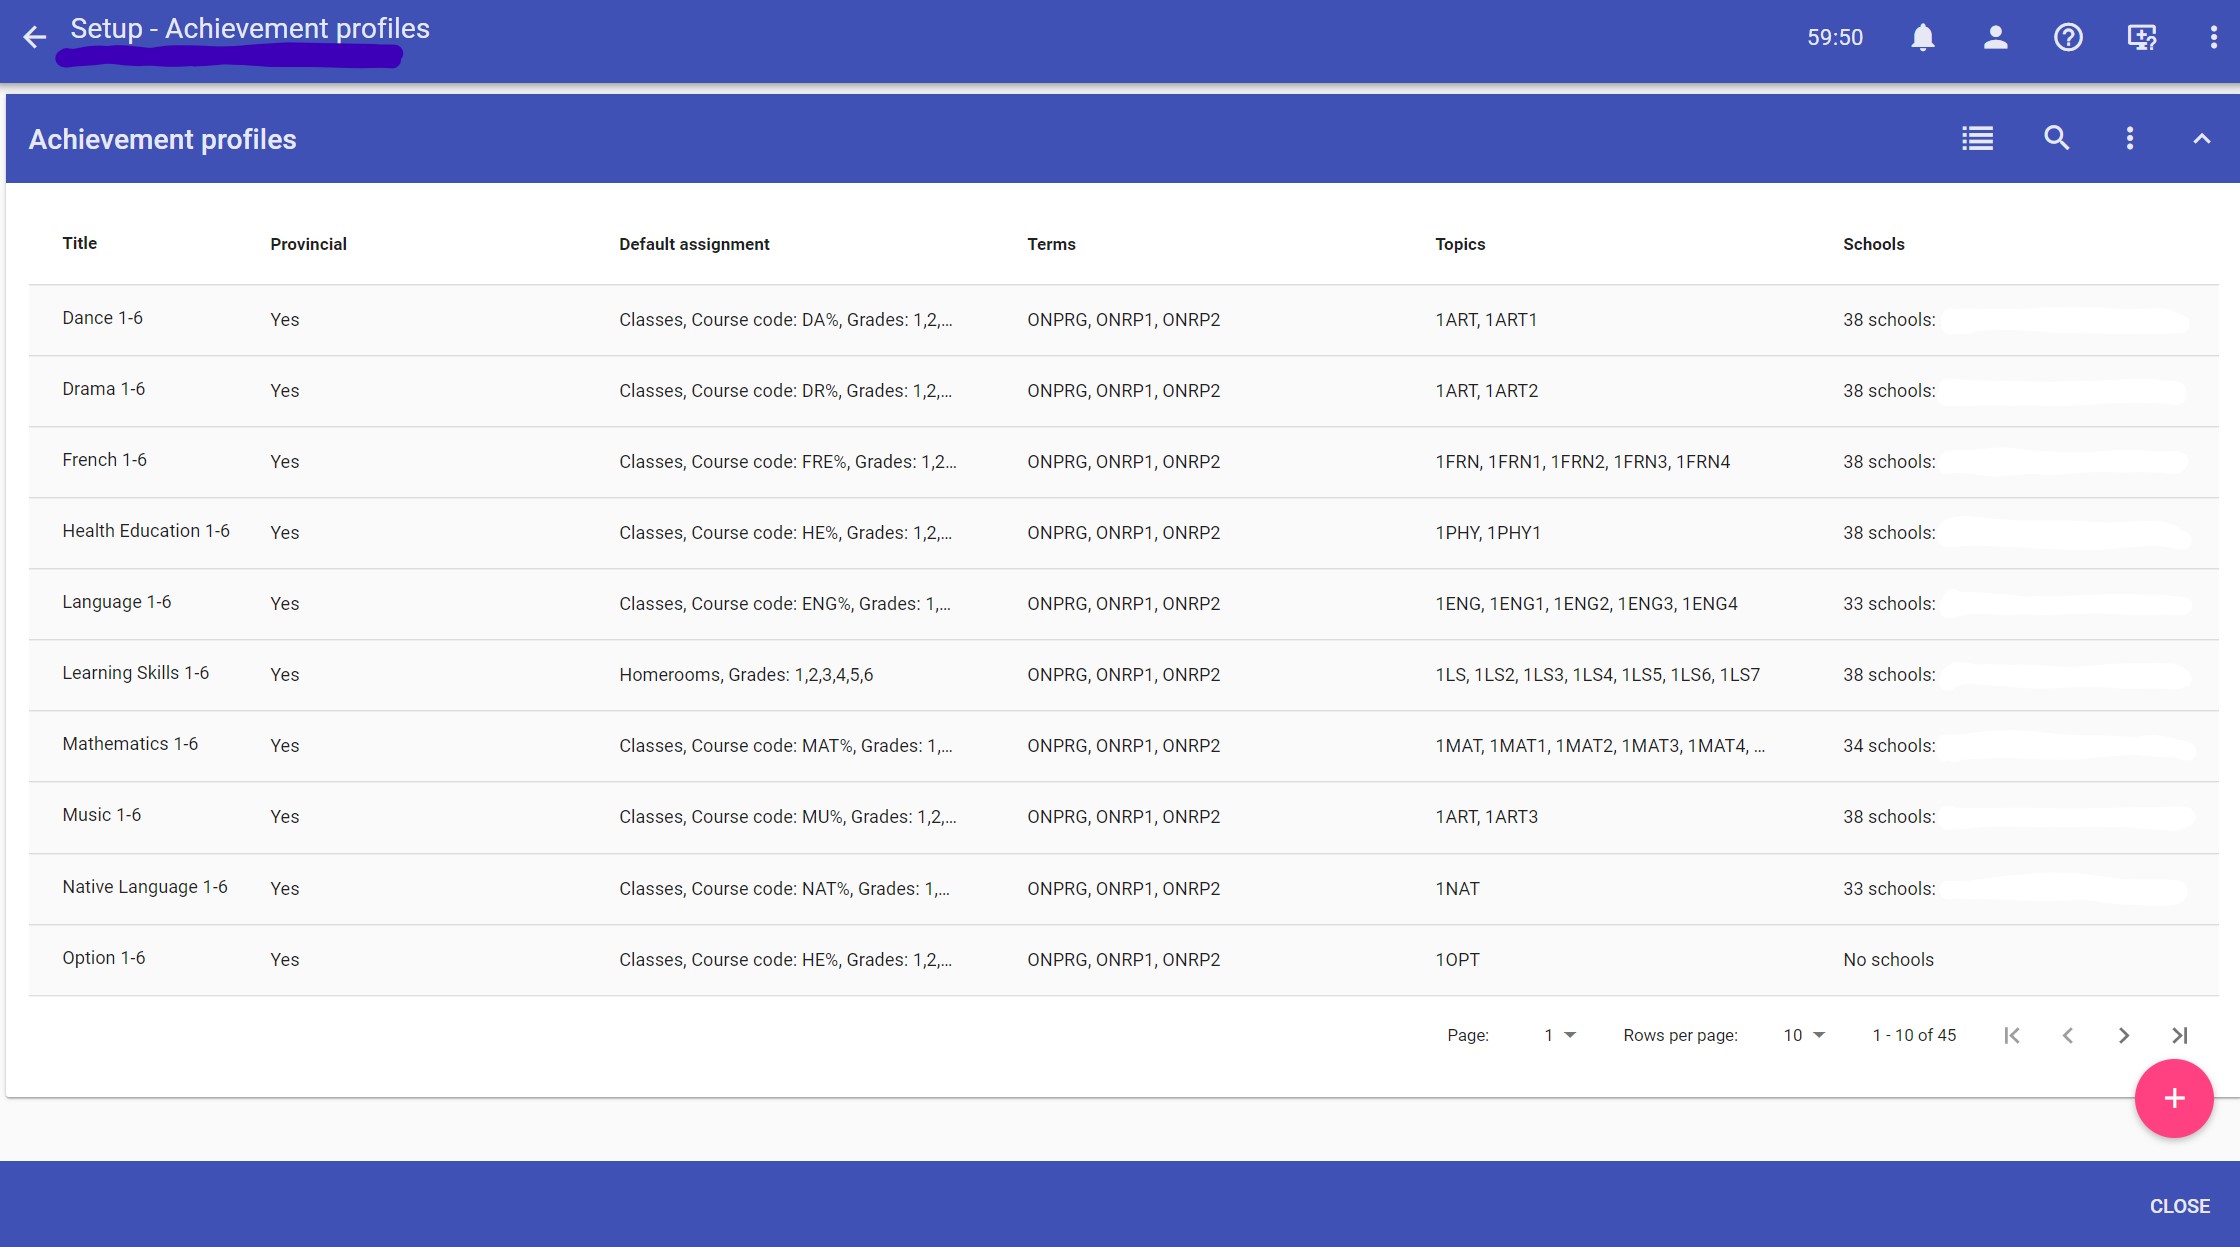 Setup - Achievement profiles
59:50
Achievement profiles
Title Provincial Default assignment Terms Topics Schools
Dance 1-6 Yes Classes, Course code: DA%, Grades: 1,2,... ONPRG, ONRP1, ONRP2 1ART, 1ART1 38 schools:
Drama 1-6 Yes Classes, Course code: DR%, Grades: 1,2,... ONPRG, ONRP1, ONRP2 1ART, 1ART2 38 schools:
French 1-6 Yes Classes, Course code: FRE%, Grades: 1,2... ONPRG, ONRP1, ONRP2 1FRN, 1FRN1, 1FRN2, 1FRN3, 1FRN4 38 schools:
Health Education 1-6 Yes Classes, Course code: HE%, Grades: 1,2,... ONPRG, ONRP1, ONRP2 1PHY, 1PHY1 38 schools:
Language 1-6 Yes Classes, Course code: ENG%, Grades: 1,... ONPRG, ONRP1, ONRP2 1ENG, 1ENG1, 1ENG2, 1ENG3, 1ENG4 33 schools:
Learning Skills 1-6 Yes Homerooms, Grades: 1,2,3,4,5,6 ONPRG, ONRP1, ONRP2 1LS, 1LS2, 1LS3, 1LS4, 1LS5, 1LS6, 1LS7 38 schools:
Mathematics 1-6 Yes Classes, Course code: MAT%, Grades: 1,... ONPRG, ONRP1, ONRP2 1MAT, 1MAT1, 1MAT2, 1MAT3, 1MAT4, ... 34 schools:
Music 1-6 Yes Classes, Course code: MU%, Grades: 1,2,... ONPRG, ONRP1, ONRP2 1ART, 1ART3 38 schools:
Native Language 1-6 Yes Classes, Course code: NAT%, Grades: 1,... ONPRG, ONRP1, ONRP2 1NAT 33 schools:
Option 1-6 Yes Classes, Course code: HE%, Grades: 1,2,... ONPRG, ONRP1, ONRP2 1OPT No schools
Page: 1 Rows per page: 10 1 - 10 of 45
CLOSE